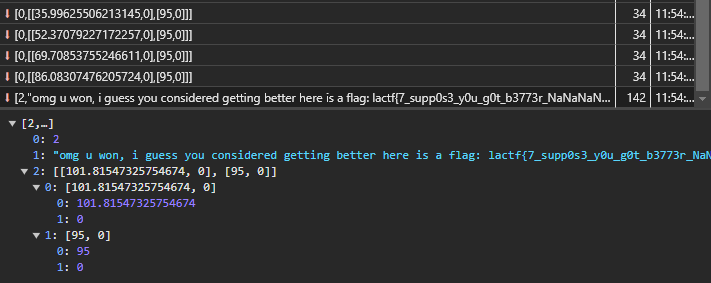 [0,[[35.99625506213145,0],[95,0]]] 34 11:54:...
[0,[[52.37079227172257,0],[95,0]]] 34 11:54:...
[0,[[69.70853755246611,0],[95,0]]] 34 11:54:...
[0,[[86.08307476205724,0],[95,0]]] 34 11:54:...
[2,"omg u won, i guess you considered getting better here is a flag: lactf{7_supp0s3_y0u_g0t_b3773r_NaNaNaN... 142 11:54:...
[2,…]
0: 2
1: "omg u won, i guess you considered getting better here is a flag: lactf{7_supp0s3_y0u_g0t_b3773r_NaN
2: [[101.81547325754674, 0], [95, 0]]
0: [101.81547325754674, 0]
0: 101.81547325754674
1: 0
1: [95, 0]
0: 95
1: 0